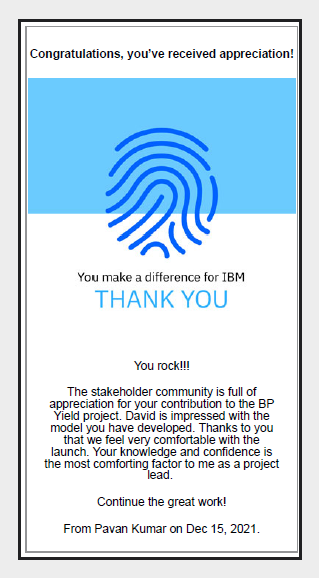 Congratulations, you've received appreciation!
You make a difference for IBM
THANK YOU
You rock!!!
The stakeholder community is full of
appreciation for your contribution to the BP
Yield project. David is impressed with the
model you have developed. Thanks to you
that we feel very comfortable with the
launch. Your knowledge and confidence is
the most comforting factor to me as a project
lead.
Continue the great work!
From Pavan Kumar on Dec 15, 2021.